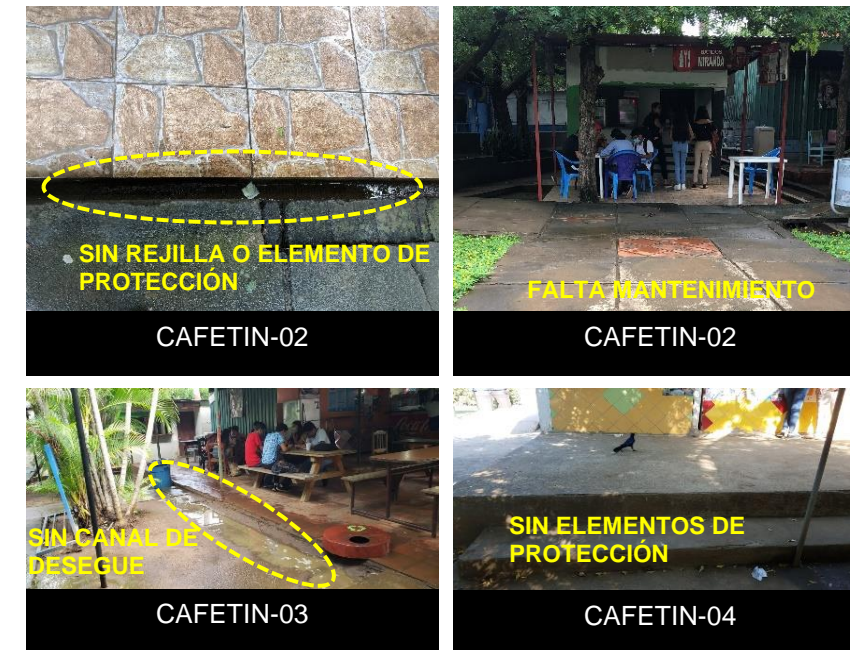 SIN REJILLA O ELEMENTO DE
PROTECCIÓN
CAFETIN-02
MIRANDA
FALTA MANTENIMIENTO
CAFETIN-02
SIN CANAL DE
DESEGUE
CAFETIN-03
SIN ELEMENTOS DE
PROTECCIÓN
CAFETIN-04